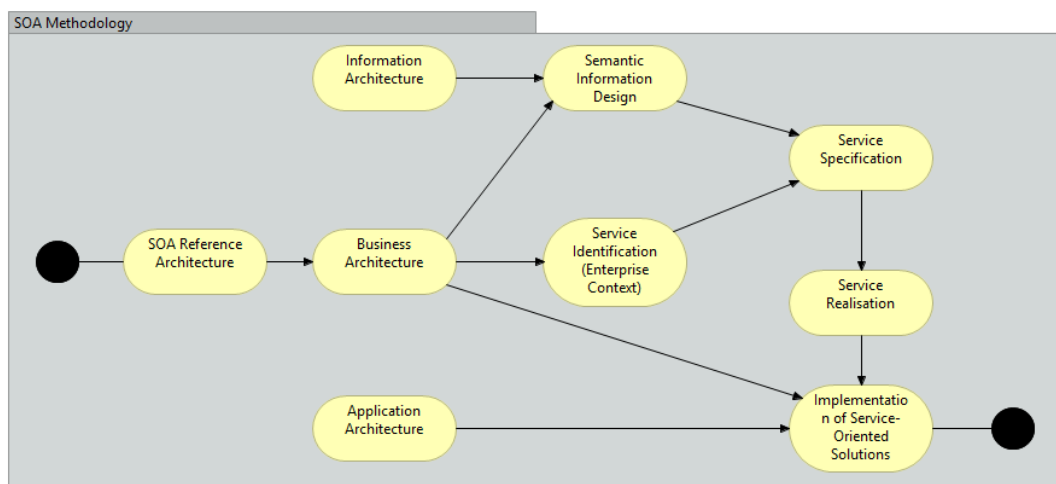 SOA Methodology
Information
Architecture
Semantic
Information
Design
Service
Specification
SOA Reference
Architecture
Business
Architecture
Service
Identification
(Enterprise
Context)
Service
Realisation
Application
Architecture
Implementatio
n of Service-
Oriented
Solutions